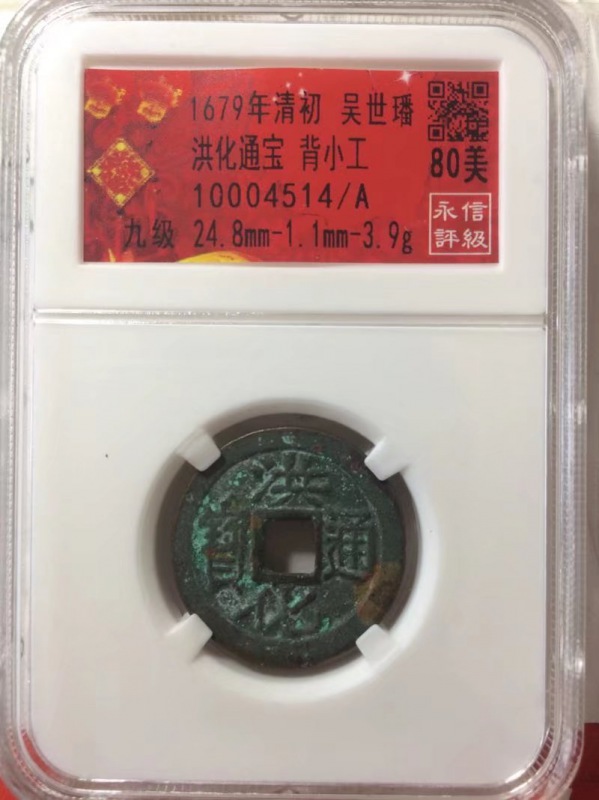 1679年清初 吴世璠
洪化通宝 背小工
10004514/A
九级 24.8mm-1.1mm-3.9g
80美
永信
評級
洪化通寳